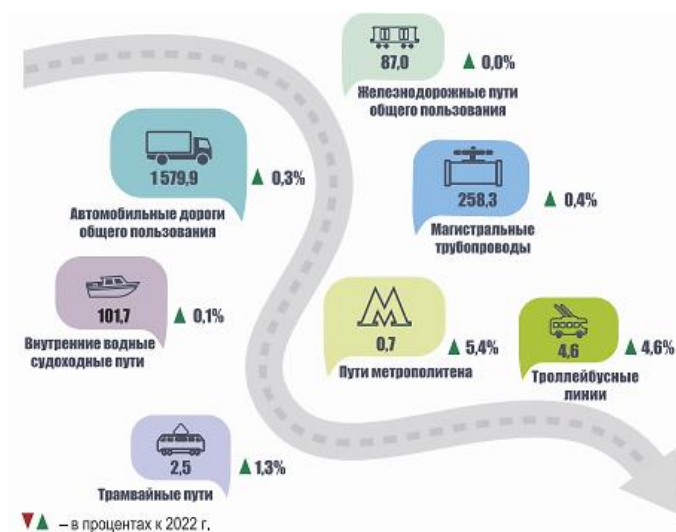 87,0
0,0%
Железнодорожные пути
общего пользования
1 579,9
0,3%
Автомобильные дороги
общего пользования
258,3
0,4%
Магистральные
трубопроводы
101,7
0,1%
Внутренние водные
судоходные пути
0,7
5,4%
Пути метрополитена
4,6
4,6%
Троллейбусные
линии
2,5
1,3%
Трамвайные пути
– в процентах к 2022 г,